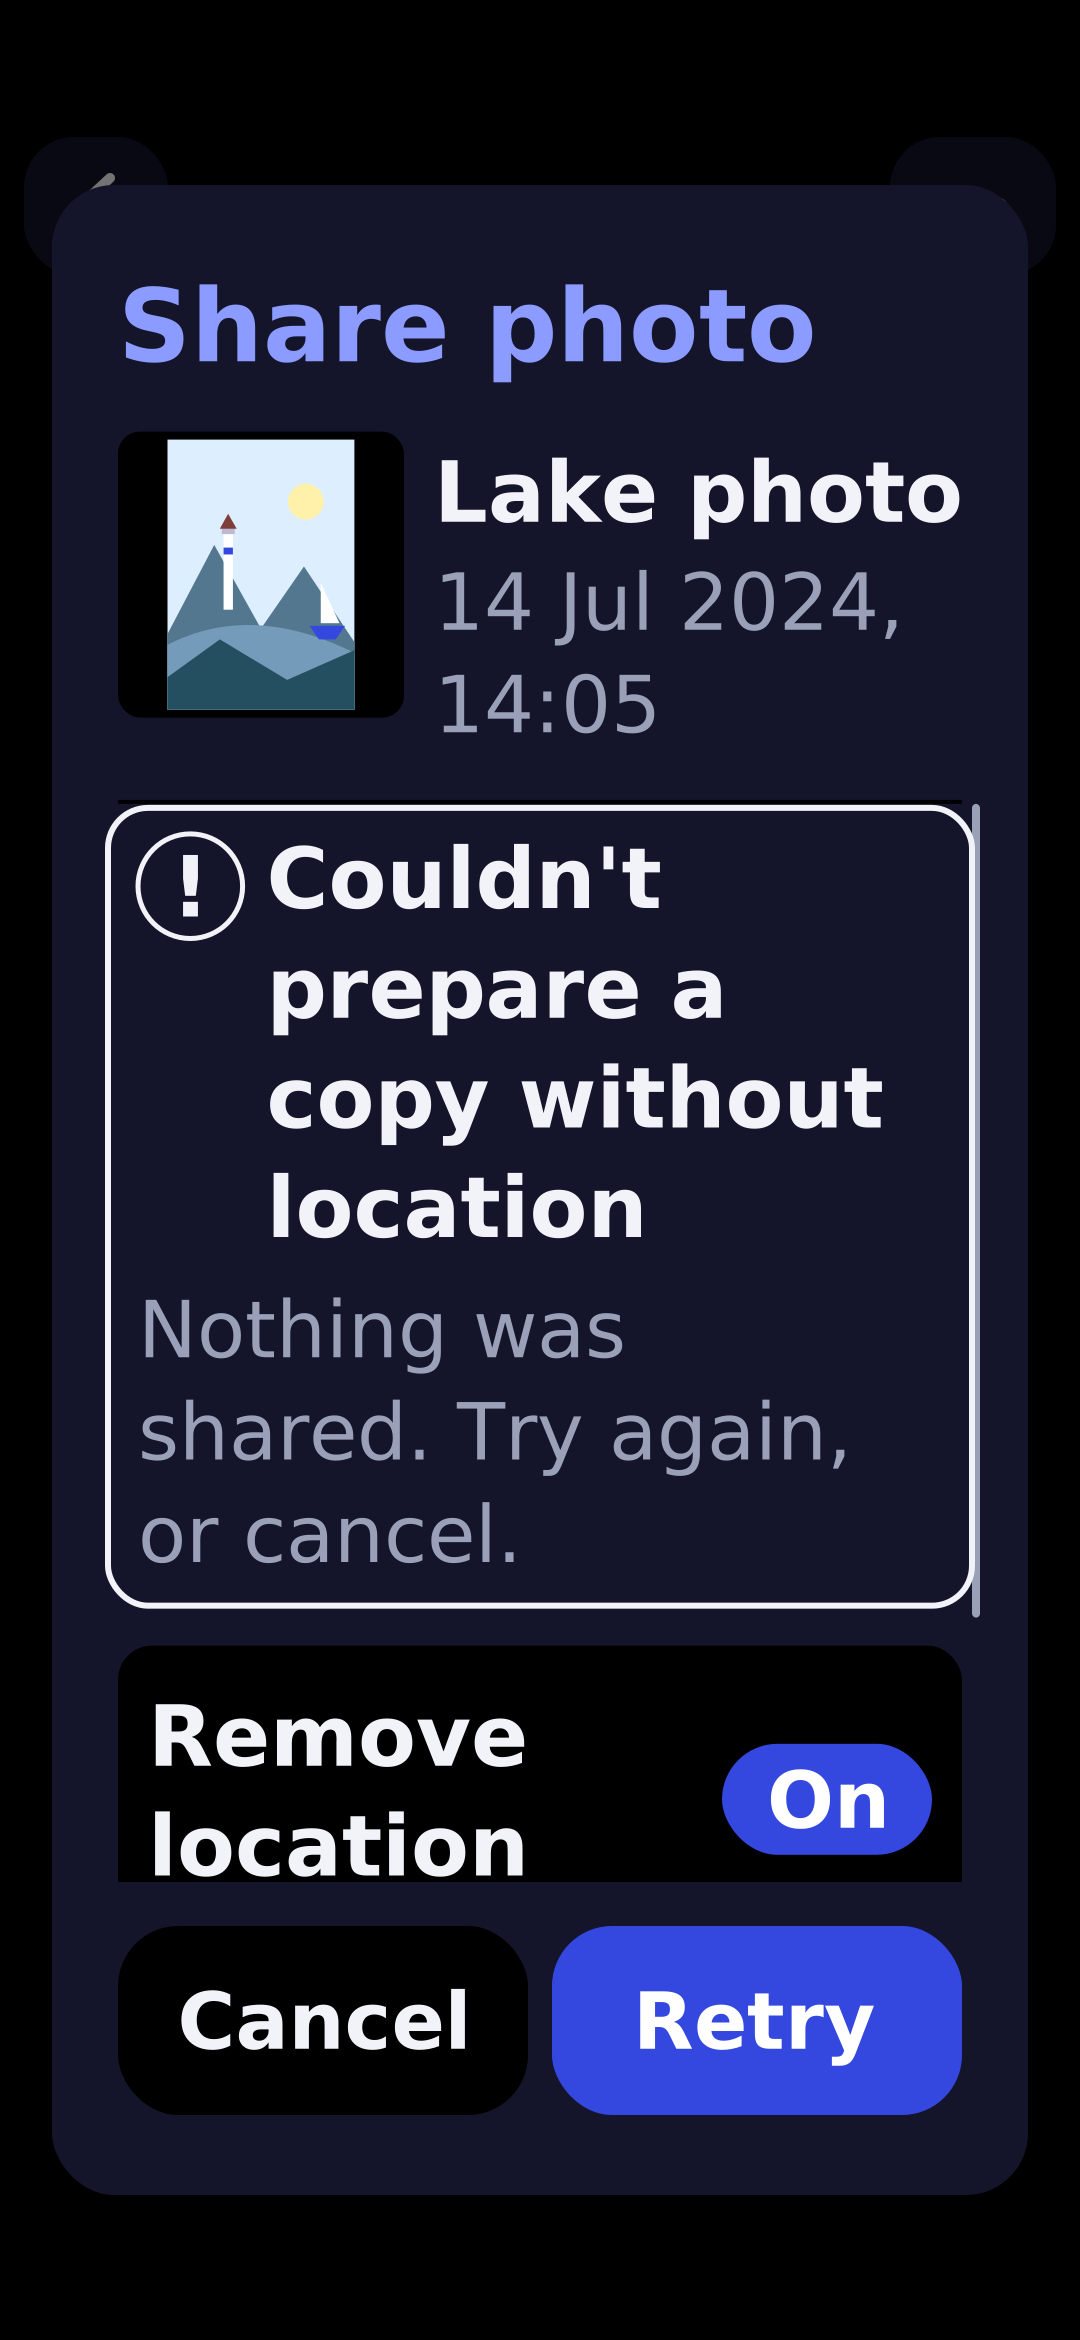 Share photo
Lake photo
14 Jul 2024,
14:05
!
Couldn't
prepare a
copy without
location
Nothing was
shared. Try again,
or cancel.
Remove
location
On
Cancel
Retry